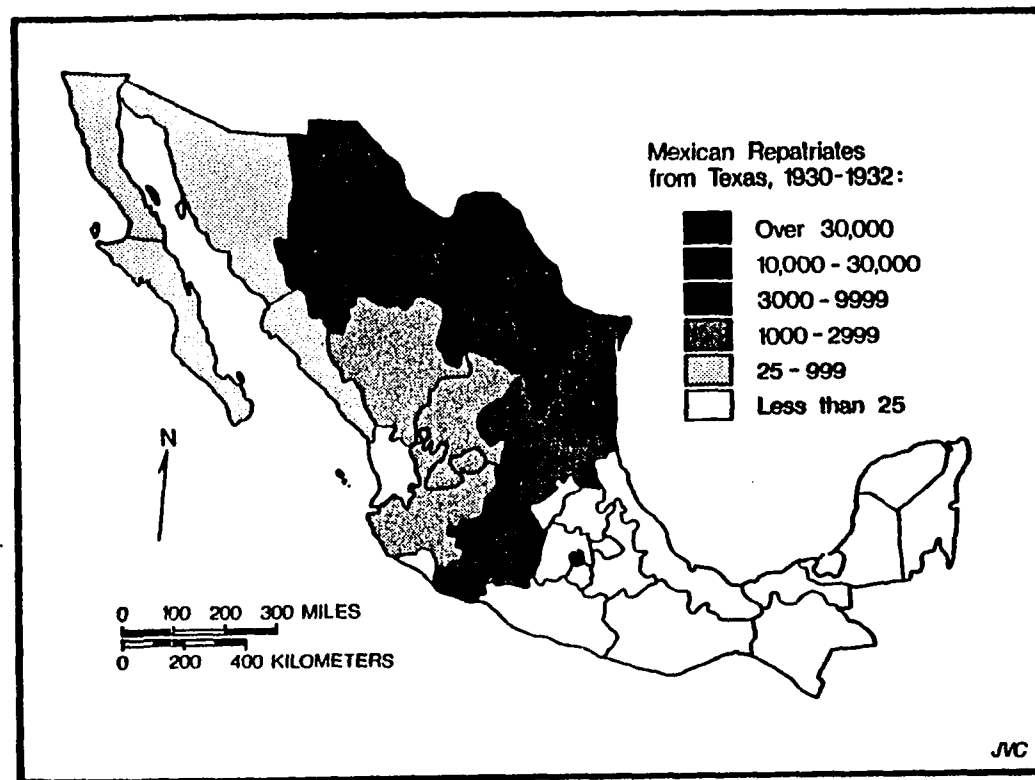 Mexican Repatriates
from Texas, 1930-1932:
Over 30,000
10,000 - 30,000
3000 - 9999
1000 - 2999
25 - 999
Less than 25
N
0 100 200 300 MILES
0 200 400 KILOMETERS
JVC